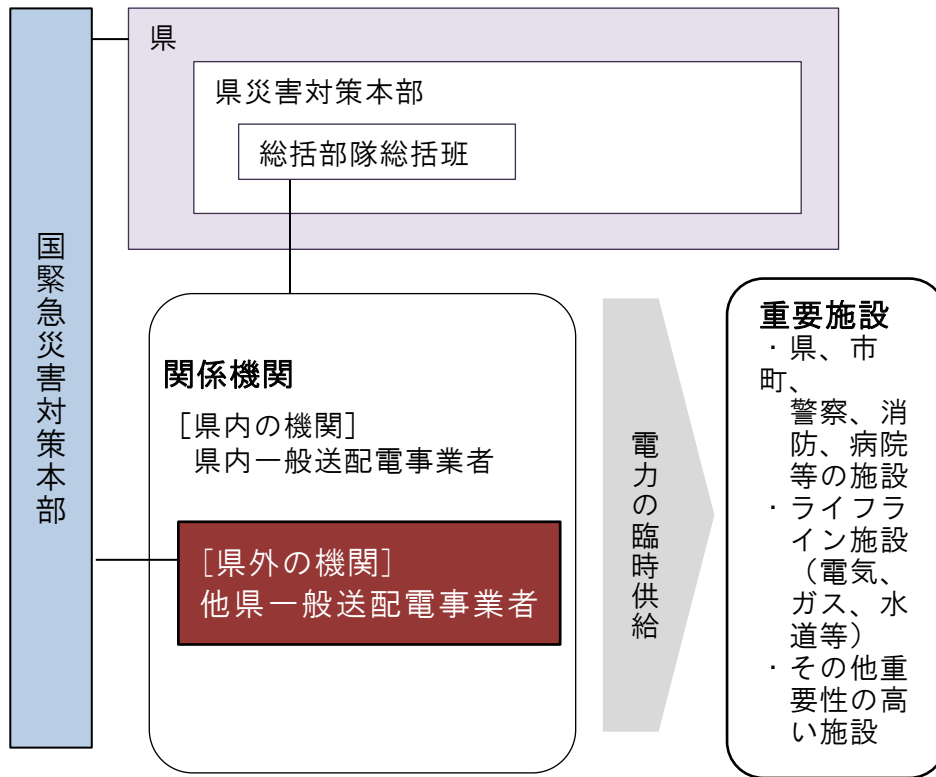 国緊急災害対策本部
県
県災害対策本部
総括部隊総括班
関係機関
［県内の機関］
県内一般送配電事業者
［県外の機関］
他県一般送配電事業者
電力の臨時供給
重要施設
・県、市
町、
警察、消
防、病院
等の施設
・ライフラ
イン施設
（電気、
ガス、水
道等）
・その他重
要性の高
い施設